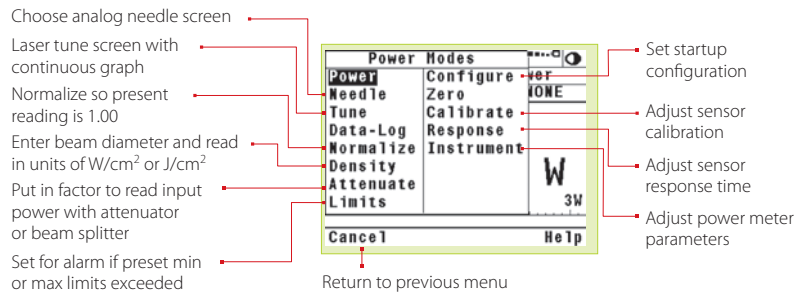 Choose analog needle screen
Laser tune screen with
continuous graph
Normalize so present
reading is 1.00
Enter beam diameter and read
in units of W/cm² or J/cm²
Put in factor to read input
power with attenuator
or beam splitter
Set for alarm if preset min
or max limits exceeded
Power Modes
Power
Needle
Tune
Data-Log
Normalize
Density
Attenuate
Limits
Configure
Zero
Calibrate
Response
Instrument
NONE
W
3W
Cancel
Help
Return to previous menu
Set startup
configuration
Adjust sensor
calibration
Adjust sensor
response time
Adjust power meter
parameters